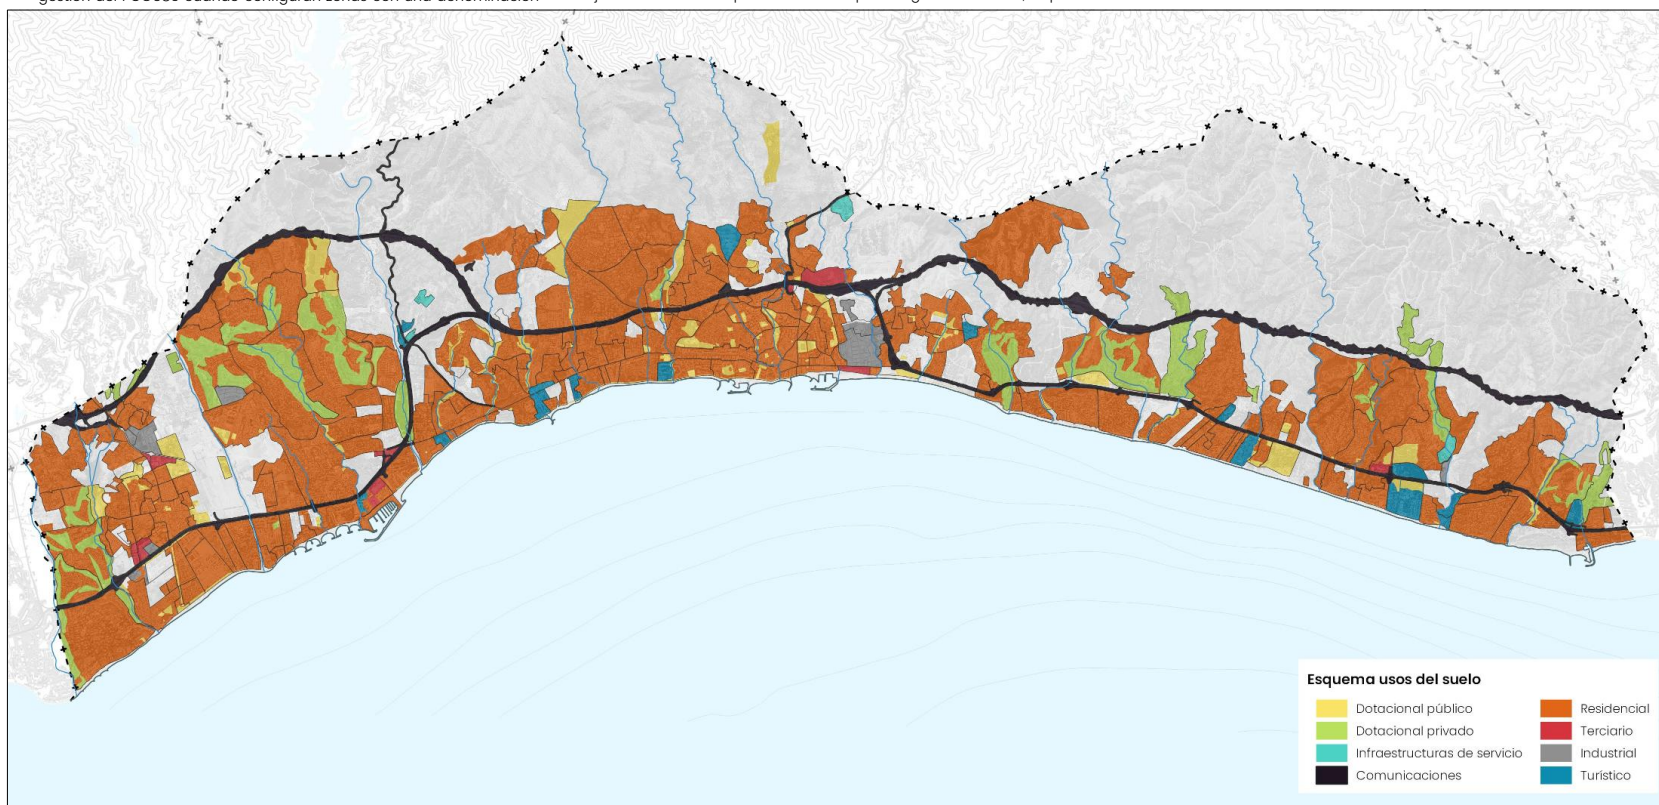 Esquema usos del suelo
Dotacional público
Dotacional privado
Infraestructuras de servicio
Comunicaciones
Residencial
Terciario
Industrial
Turístico